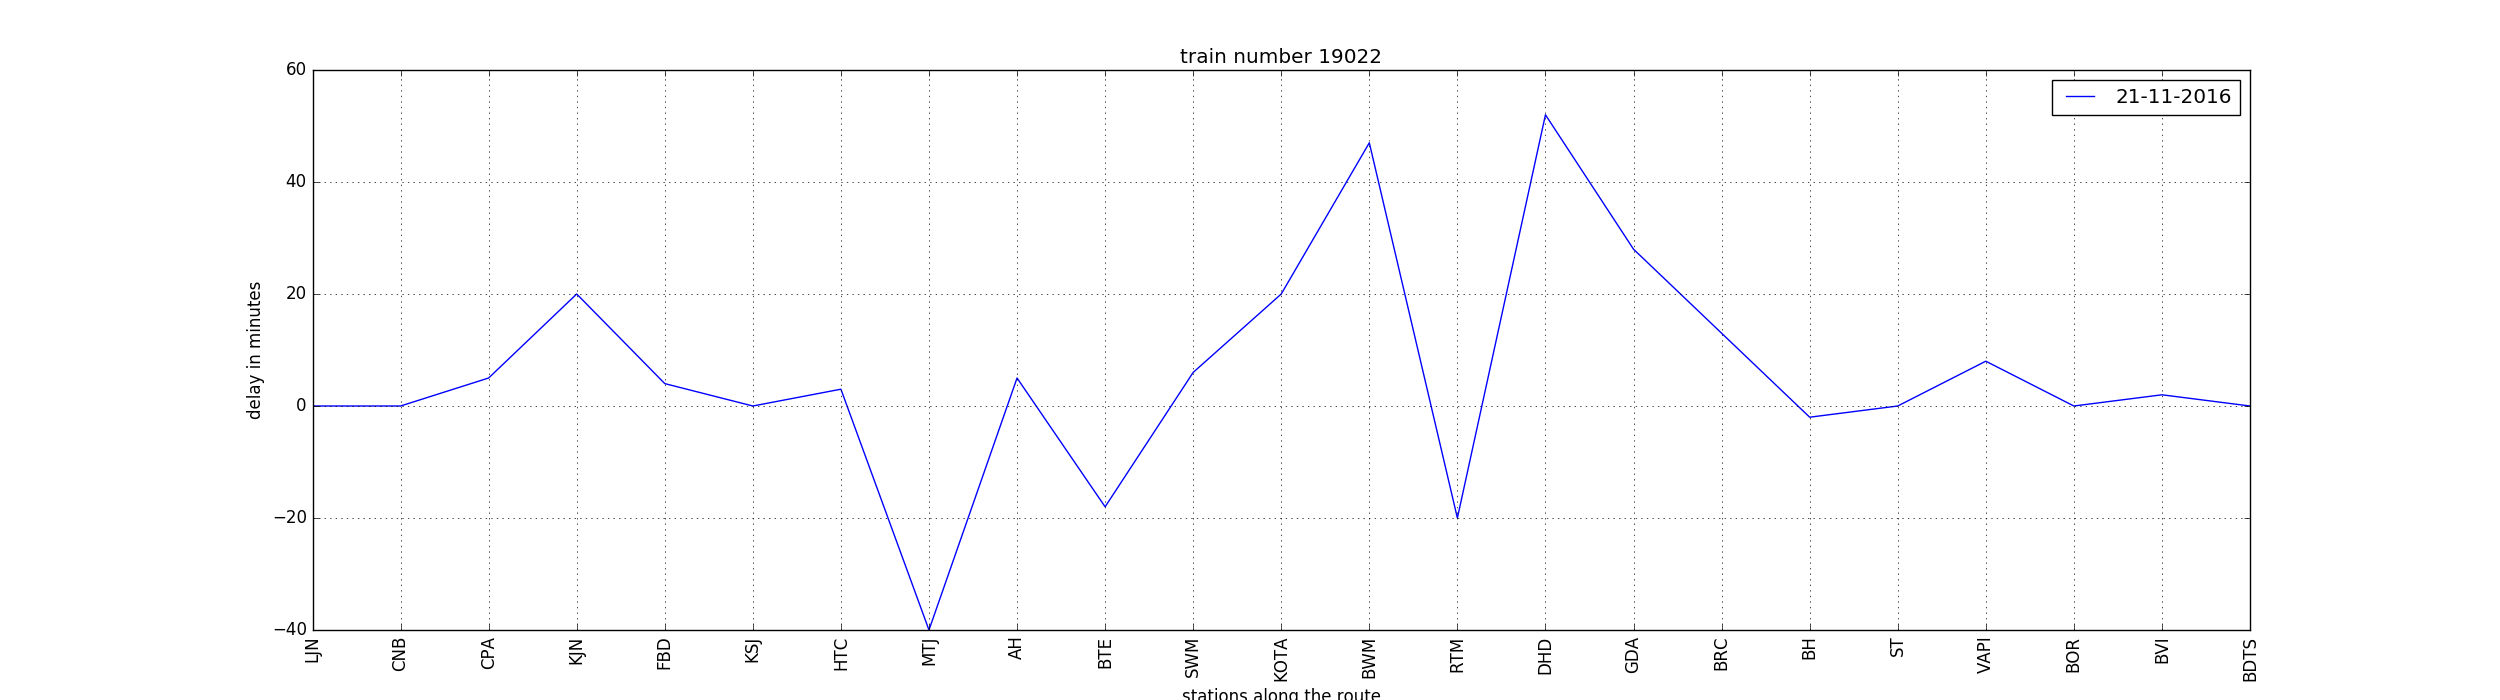 train number 19022
21-11-2016
60
40
20
0
−20
−40
delay in minutes
LJN
CNB
CPA
KJN
FBD
KSJ
HTC
MTJ
AH
BTE
SWM
KOTA
BWM
RTM
DHD
GDA
BRC
BH
ST
VAPI
BOR
BVI
BDTS
stations along the route